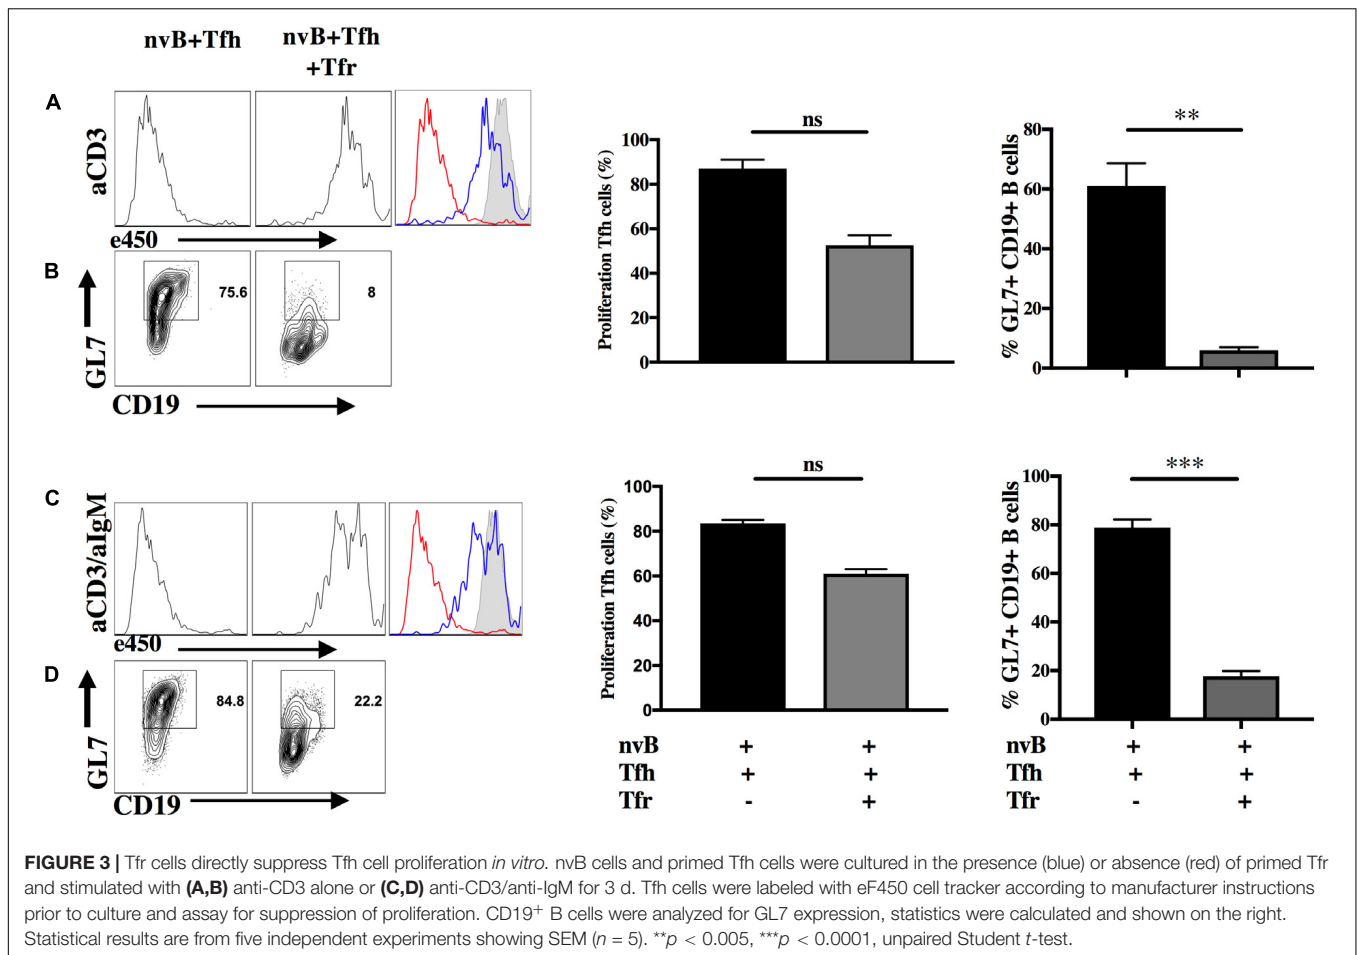 nvB+Tfh
nvB+Tfh
+Tfr
A
aCD3
e450
B
GL7
75.6
8
CD19
Proliferation Tfh cells (%)
100
80
60
40
20
0
ns
% GL7+ CD19+ B cells
80
60
40
20
0
**
C
aCD3/aIgM
e450
D
GL7
84.8
22.2
CD19
Proliferation Tfh cells (%)
100
80
60
40
20
0
ns
% GL7+ CD19+ B cells
100
80
60
40
20
0
***
nvB + + + +
Tfh + + + +
Tfr - + - +
FIGURE 3 | Tfr cells directly suppress Tfh cell proliferation in vitro. nvB cells and primed Tfh cells were cultured in the presence (blue) or absence (red) of primed Tfr
and stimulated with (A,B) anti-CD3 alone or (C,D) anti-CD3/anti-IgM for 3 d. Tfh cells were labeled with eF450 cell tracker according to manufacturer instructions
prior to culture and assay for suppression of proliferation. CD19+ B cells were analyzed for GL7 expression, statistics were calculated and shown on the right.
Statistical results are from five independent experiments showing SEM (n = 5). **p < 0.005, ***p < 0.0001, unpaired Student t-test.